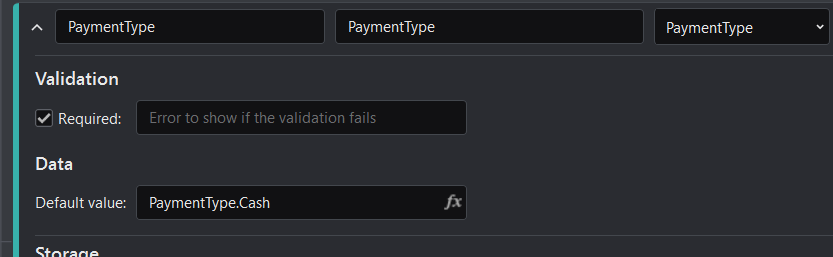 PaymentType PaymentType PaymentType
Validation
Required: Error to show if the validation fails
Data
Default value: PaymentType.Cash fx
Storage